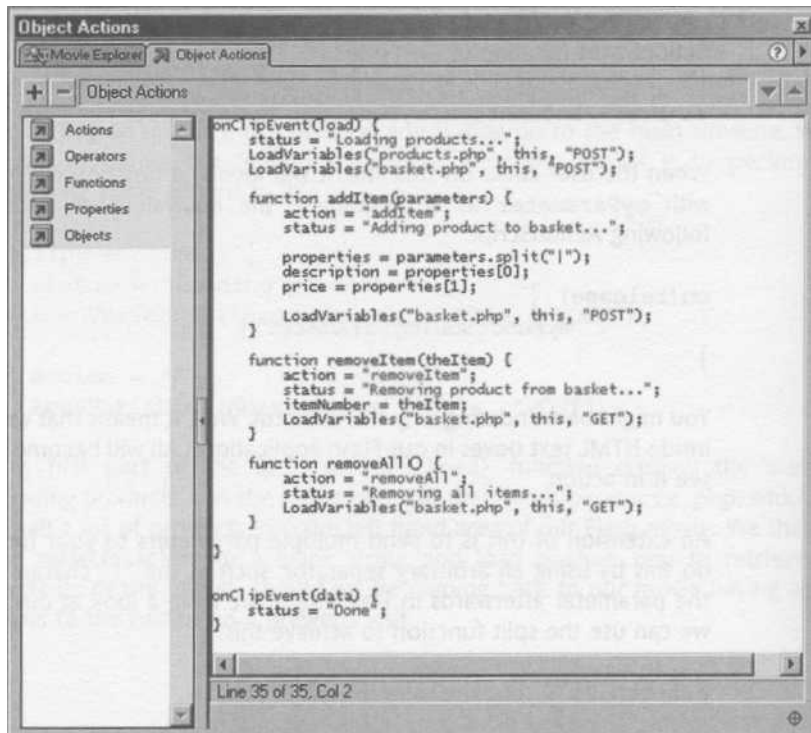 Object Actions
Movie Explorer Object Actions
Object Actions
Actions
Operators
Functions
Properties
Objects
onClipEvent(load) {
status = "Loading products...";
LoadVariables("products.php", this, "POST");
LoadVariables("basket.php", this, "POST");
function addItem(parameters) {
action = "addItem";
status = "Adding product to basket...";
properties = parameters.split("|");
description = properties[0];
price = properties[1];
LoadVariables("basket.php", this, "POST");
}
function removeItem(theItem) {
action = "removeItem";
status = "Removing product from basket...";
itemNumber = theItem;
LoadVariables("basket.php", this, "GET");
}
function removeAll() {
action = "removeAll";
status = "Removing all items...";
LoadVariables("basket.php", this, "GET");
}
}
onClipEvent(data) {
status = "Done";
}
Line 35 of 35, Col 2